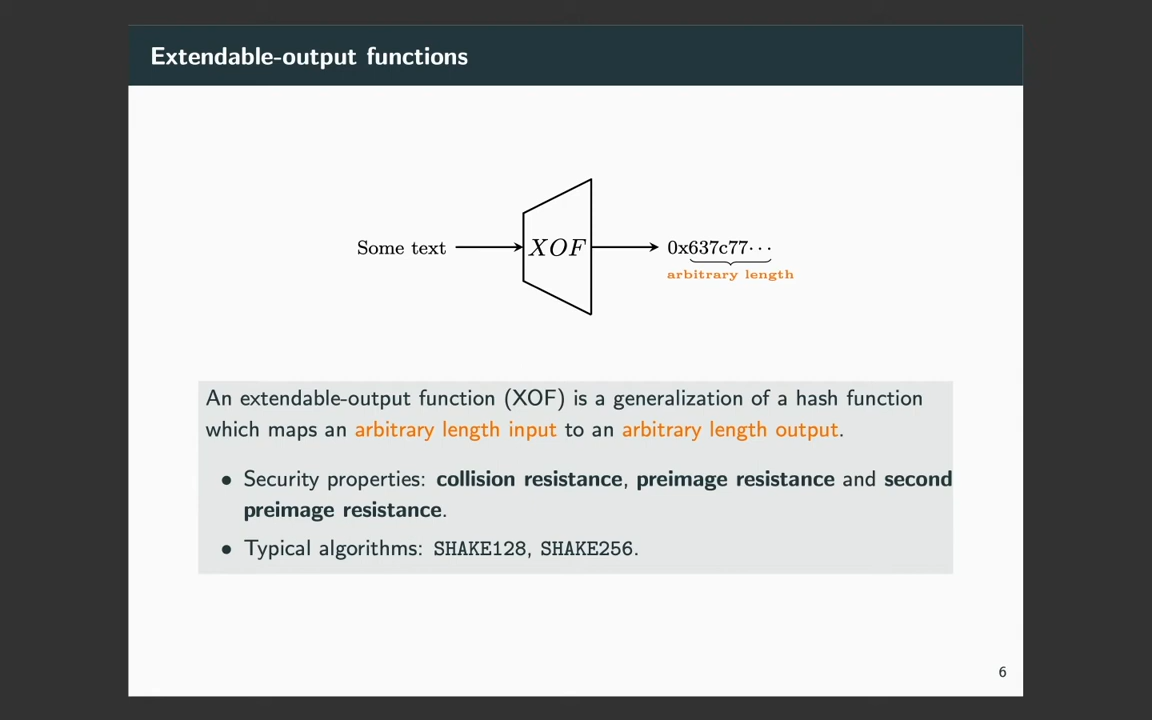 Extendable-output functions
Some text
XOF
0x637c77···
arbitrary length
An extendable-output function (XOF) is a generalization of a hash function
which maps an arbitrary length input to an arbitrary length output.
• Security properties: collision resistance, preimage resistance and second
preimage resistance.
• Typical algorithms: SHAKE128, SHAKE256.
6